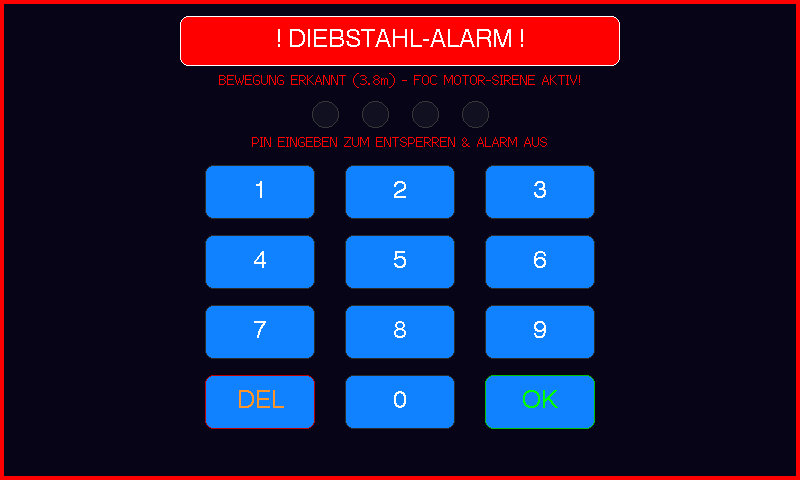 ! DIEBSTAHL-ALARM !
BEWEGUNG ERKANNT (3.8m) - FOC MOTOR-SIRENE AKTIV!
PIN EINGEBEN ZUM ENTSPERREN & ALARM AUS
1 2 3
4 5 6
7 8 9
DEL 0 OK